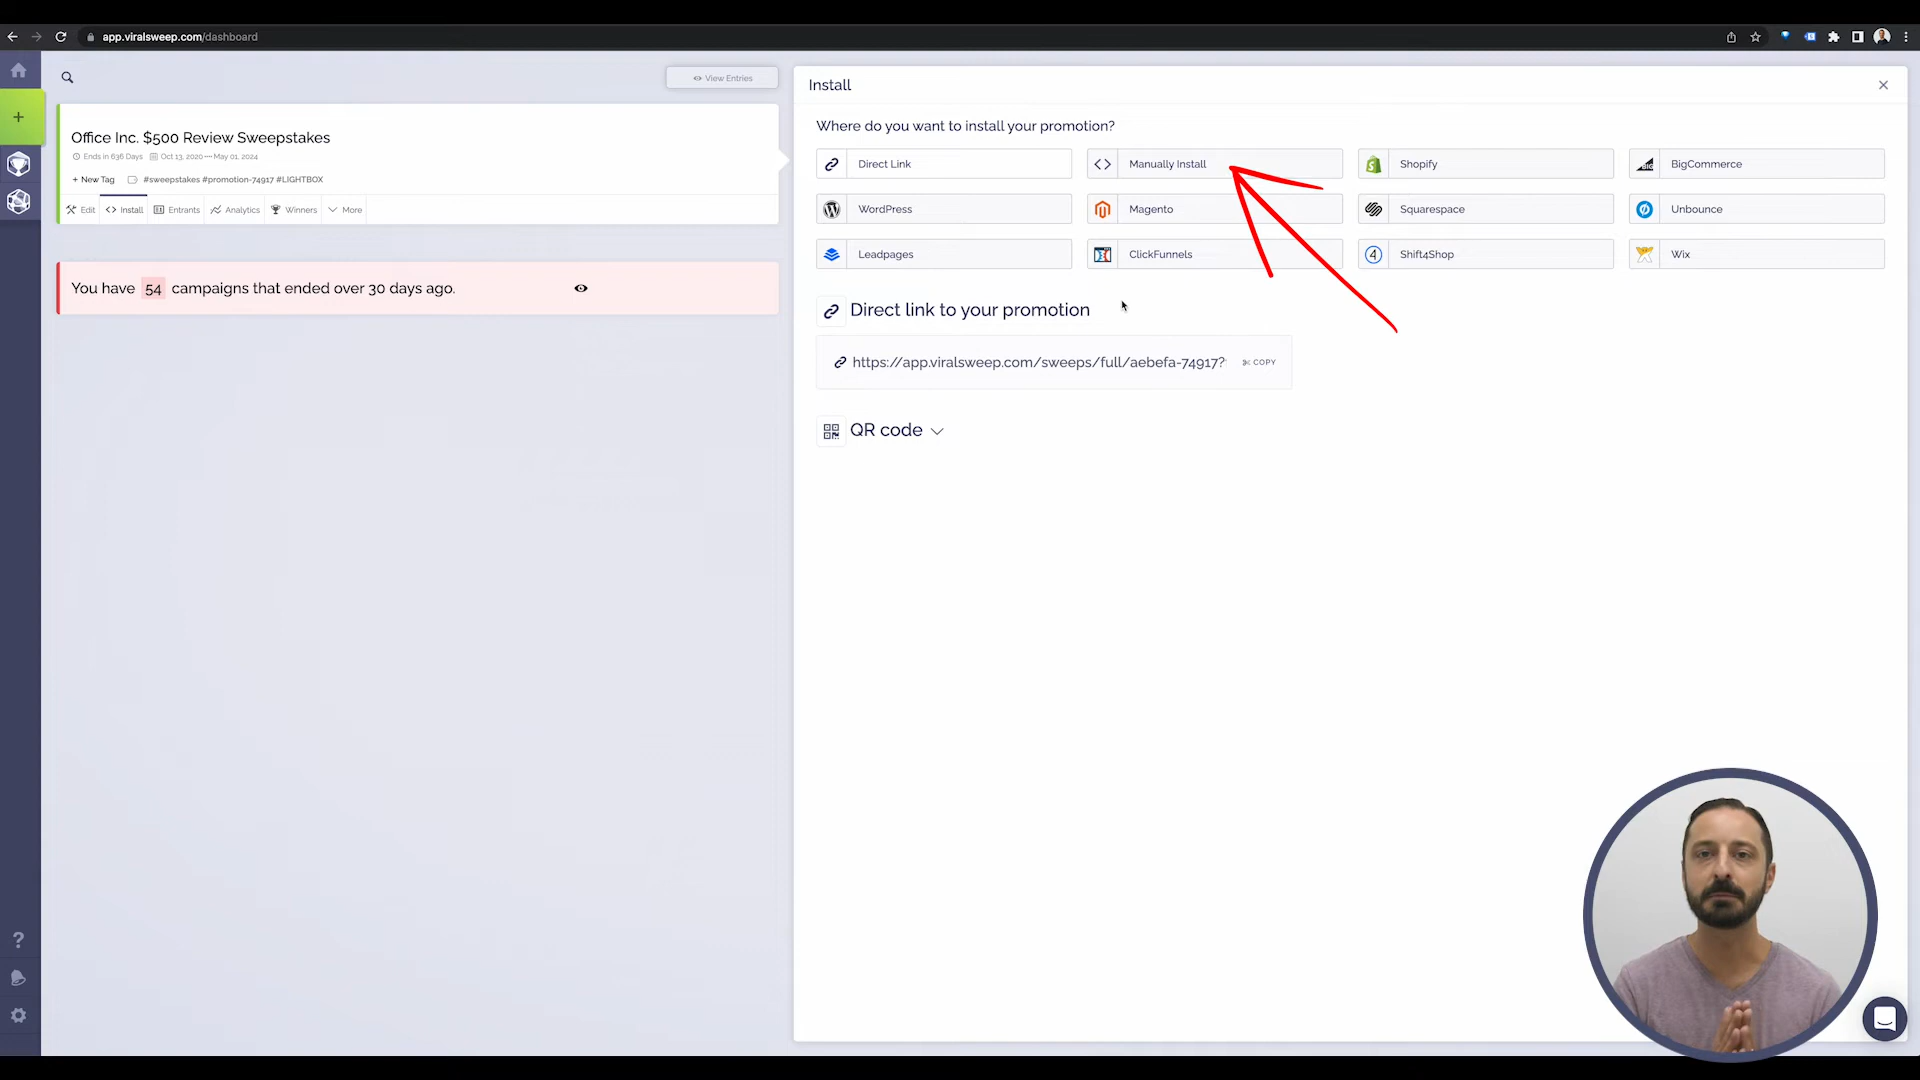 app.viralsweep.com/dashboard
View Entries
Office Inc. $500 Review Sweepstakes
Ends in 636 Days Oct 13, 2020 — May 01, 2024
+ New Tag #sweepstakes #promotion-74917 #LIGHTBOX
Edit Install Entrants Analytics Winners More
You have 54 campaigns that ended over 30 days ago.
Install
Where do you want to install your promotion?
Direct Link Manually Install Shopify BigCommerce
WordPress Magento Squarespace Unbounce
Leadpages ClickFunnels Shift4Shop Wix
Direct link to your promotion
https://app.viralsweep.com/sweeps/full/aebefa-74917? COPY
QR code